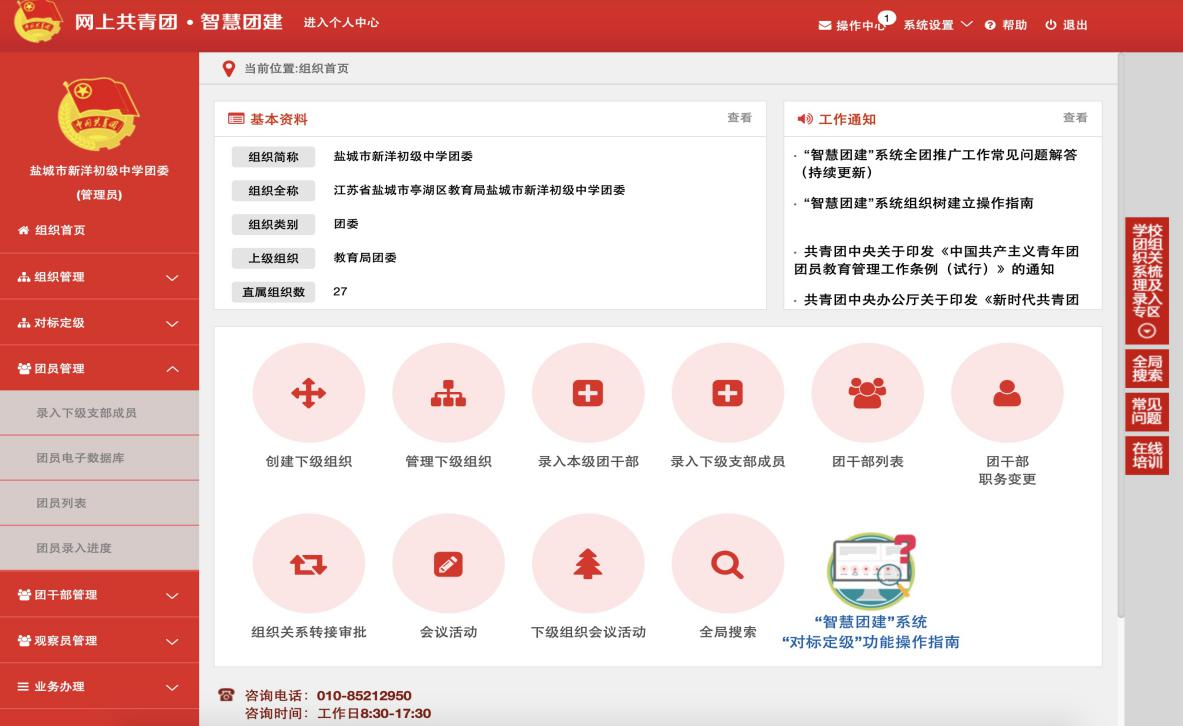 网上共青团·智慧团建 进入个人中心
操作中心 1 系统设置 帮助 退出
中国共青团
盐城市新洋初级中学团委
(管理员)
组织首页
组织管理
对标定级
团员管理
录入下级支部成员
团员电子数据库
团员列表
团员录入进度
团干部管理
观察员管理
业务办理
当前位置:组织首页
基本资料 查看
组织简称 盐城市新洋初级中学团委
组织全称 江苏省盐城市亭湖区教育局盐城市新洋初级中学团委
组织类别 团委
上级组织 教育局团委
直属组织数 27
工作通知 查看
· “智慧团建”系统全团推广工作常见问题解答
（持续更新）
· “智慧团建”系统组织树建立操作指南
· 共青团中央关于印发《中国共产主义青年团
团员教育管理工作条例（试行）》的通知
· 共青团中央办公厅关于印发《新时代共青团
创建下级组织 管理下级组织 录入本级团干部 录入下级支部成员 团干部列表 团干部
职务变更
组织关系转接审批 会议活动 下级组织会议活动 全局搜索
“智慧团建”系统
“对标定级”功能操作指南
咨询电话：010-85212950
咨询时间：工作日8:30-17:30
学校
团组
织关
系梳
理及
录入
专区
全局
搜索
常见
问题
在线
培训